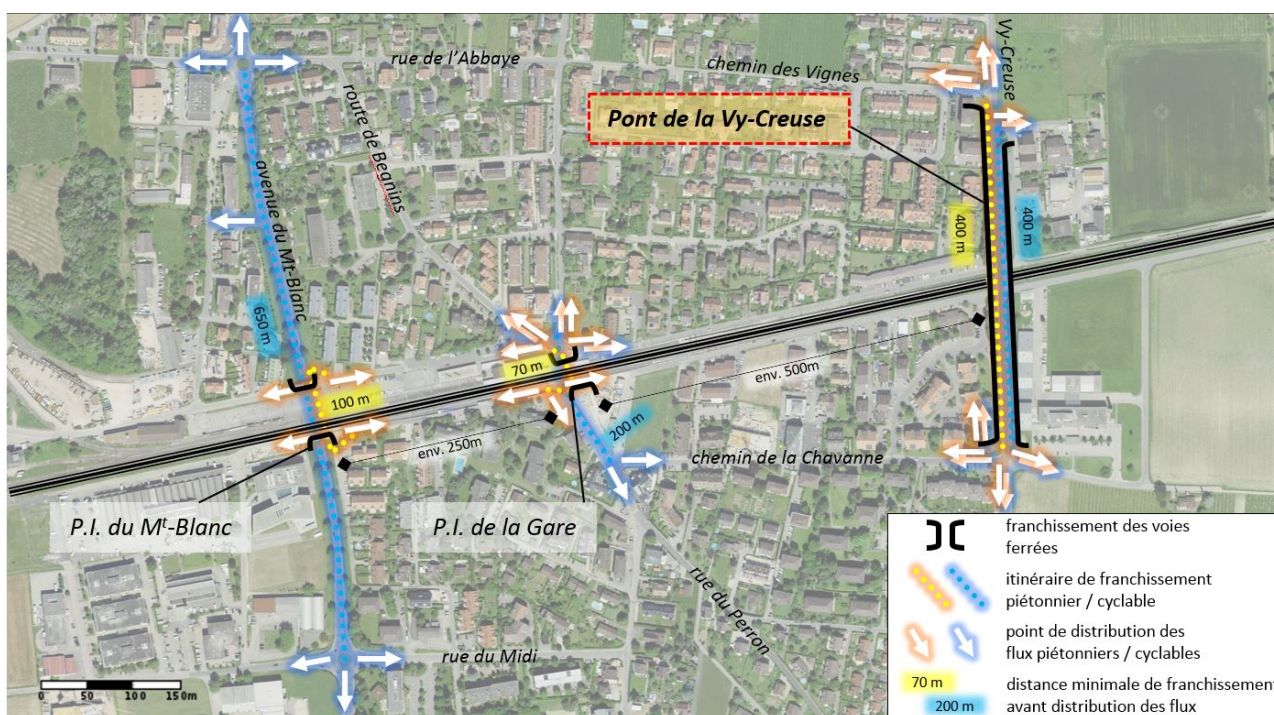 rue de l'Abbaye
chemin des Vignes
Vy-Creuse
route de Begnins
Pont de la Vy-Creuse
avenue du Mt-Blanc
400 m
400 m
650 m
70 m
100 m
env. 500m
200 m
env. 250m
chemin de la Chavanne
P.I. du Mt-Blanc
P.I. de la Gare
rue du Perron
rue du Midi
franchissement des voies
ferrées
itinéraire de franchissement
piétonnier / cyclable
point de distribution des
flux piétonniers / cyclables
70 m
distance minimale de franchissement
200 m
avant distribution des flux
0 50 100 150m